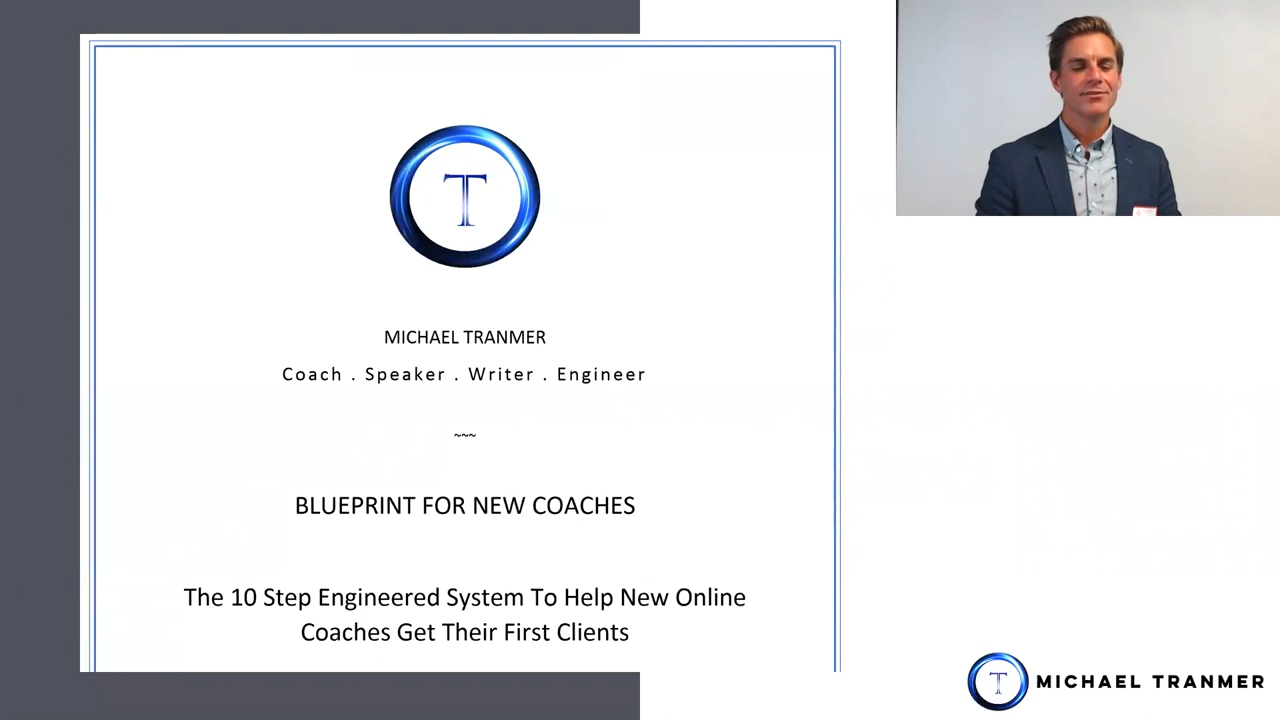 T
MICHAEL TRANMER
Coach . Speaker . Writer . Engineer
~~~
BLUEPRINT FOR NEW COACHES
The 10 Step Engineered System To Help New Online
Coaches Get Their First Clients
T
MICHAEL TRANMER